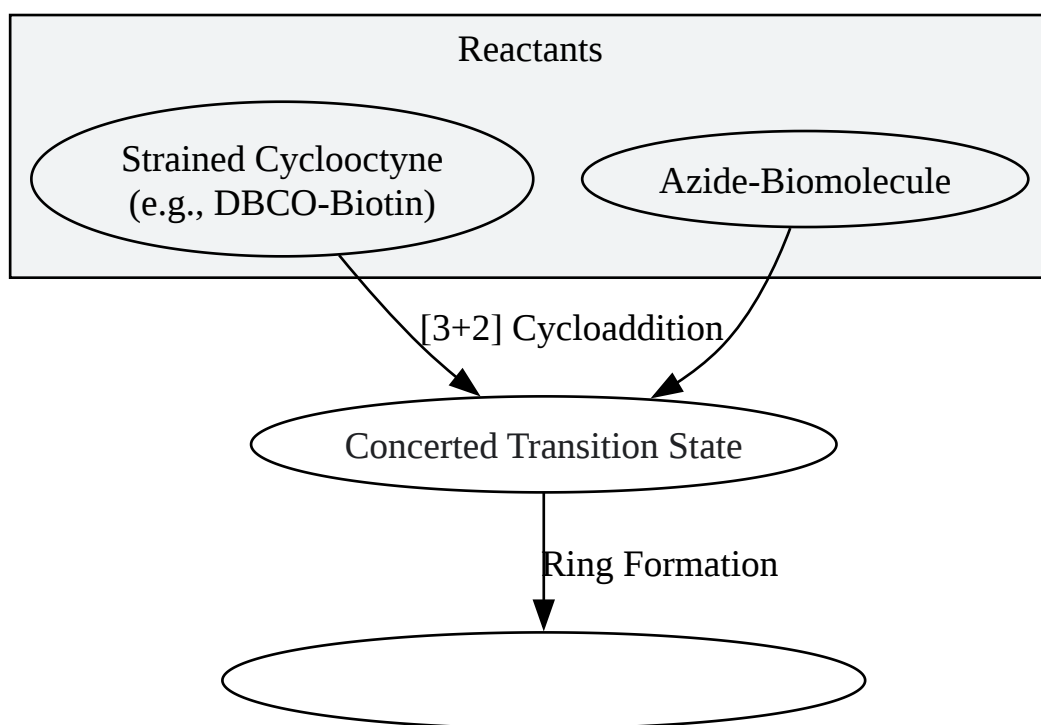 Reactants
Strained Cyclooctyne
(e.g., DBCO-Biotin)
Azide-Biomolecule
[3+2] Cycloaddition
Concerted Transition State
Ring Formation